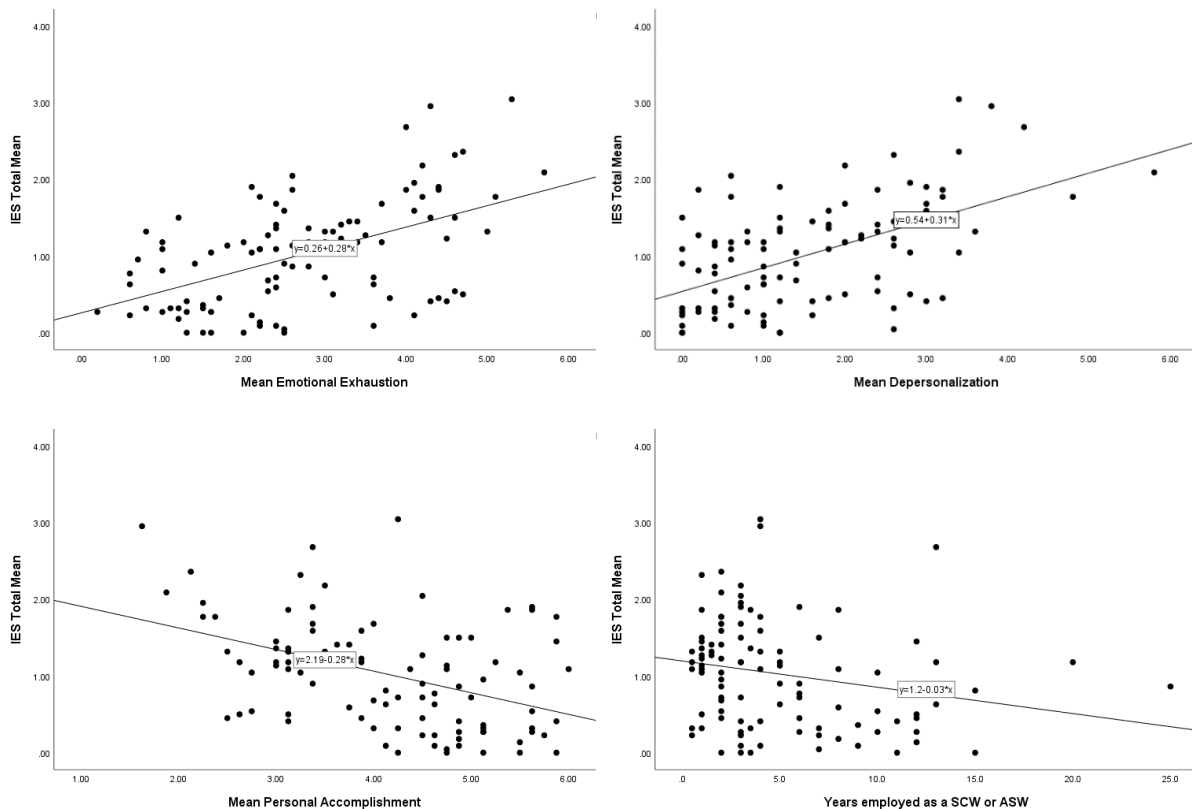 IES Total Mean
4.00
3.00
2.00
1.00
.00
y=0.26+0.28*x
.00 1.00 2.00 3.00 4.00 5.00 6.00
Mean Emotional Exhaustion
IES Total Mean
4.00
3.00
2.00
1.00
.00
y=0.54+0.31*x
.00 1.00 2.00 3.00 4.00 5.00 6.00
Mean Depersonalization
IES Total Mean
4.00
3.00
2.00
1.00
.00
y=2.19-0.28*x
1.00 2.00 3.00 4.00 5.00 6.00
Mean Personal Accomplishment
IES Total Mean
4.00
3.00
2.00
1.00
.00
y=1.2-0.03*x
.0 5.0 10.0 15.0 20.0 25.0
Years employed as a SCW or ASW